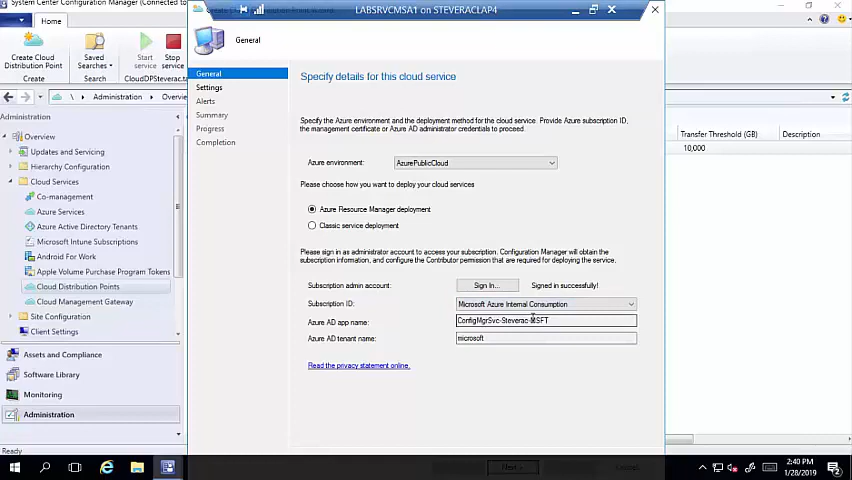 System Center Configuration Manager (C
LABSRVCMSA1 on STEVERACLAP4
Home
Create Cloud
Distribution Point
Create
Saved
Searches
Search
Start
service
Stop
service
CloudDPSteverac.
\ Administration Overvie
Administration
Overview
Updates and Servicing
Hierarchy Configuration
Cloud Services
Co-management
Azure Services
Azure Active Directory Tenants
Microsoft Intune Subscriptions
Android For Work
Apple Volume Purchase Program Tokens
Cloud Distribution Points
Cloud Management Gateway
Site Configuration
Client Settings
Assets and Compliance
Software Library
Monitoring
Administration
Ready
General
General
Settings
Alerts
Summary
Progress
Completion
Specify details for this cloud service
Specify the Azure environment and the deployment method for the cloud service. Provide Azure subscription ID,
the management certificate or Azure AD administrator credentials to proceed.
Azure environment: AzurePublicCloud
Please choose how you want to deploy your cloud services
Azure Resource Manager deployment
Classic service deployment
Please sign in as administrator account to access your subscription. Configuration Manager will obtain the
subscription information, and configure the Contributor permission that are required for deploying the service.
Subscription admin account: Sign In... Signed in successfully!
Subscription ID: Microsoft Azure Internal Consumption
Azure AD app name: ConfigMgrSvc-Steverac-MSFT
Azure AD tenant name: microsoft
Read the privacy statement online.
Next >
Cancel
Transfer Threshold (GB) Description
10,000
2:40 PM
1/28/2019